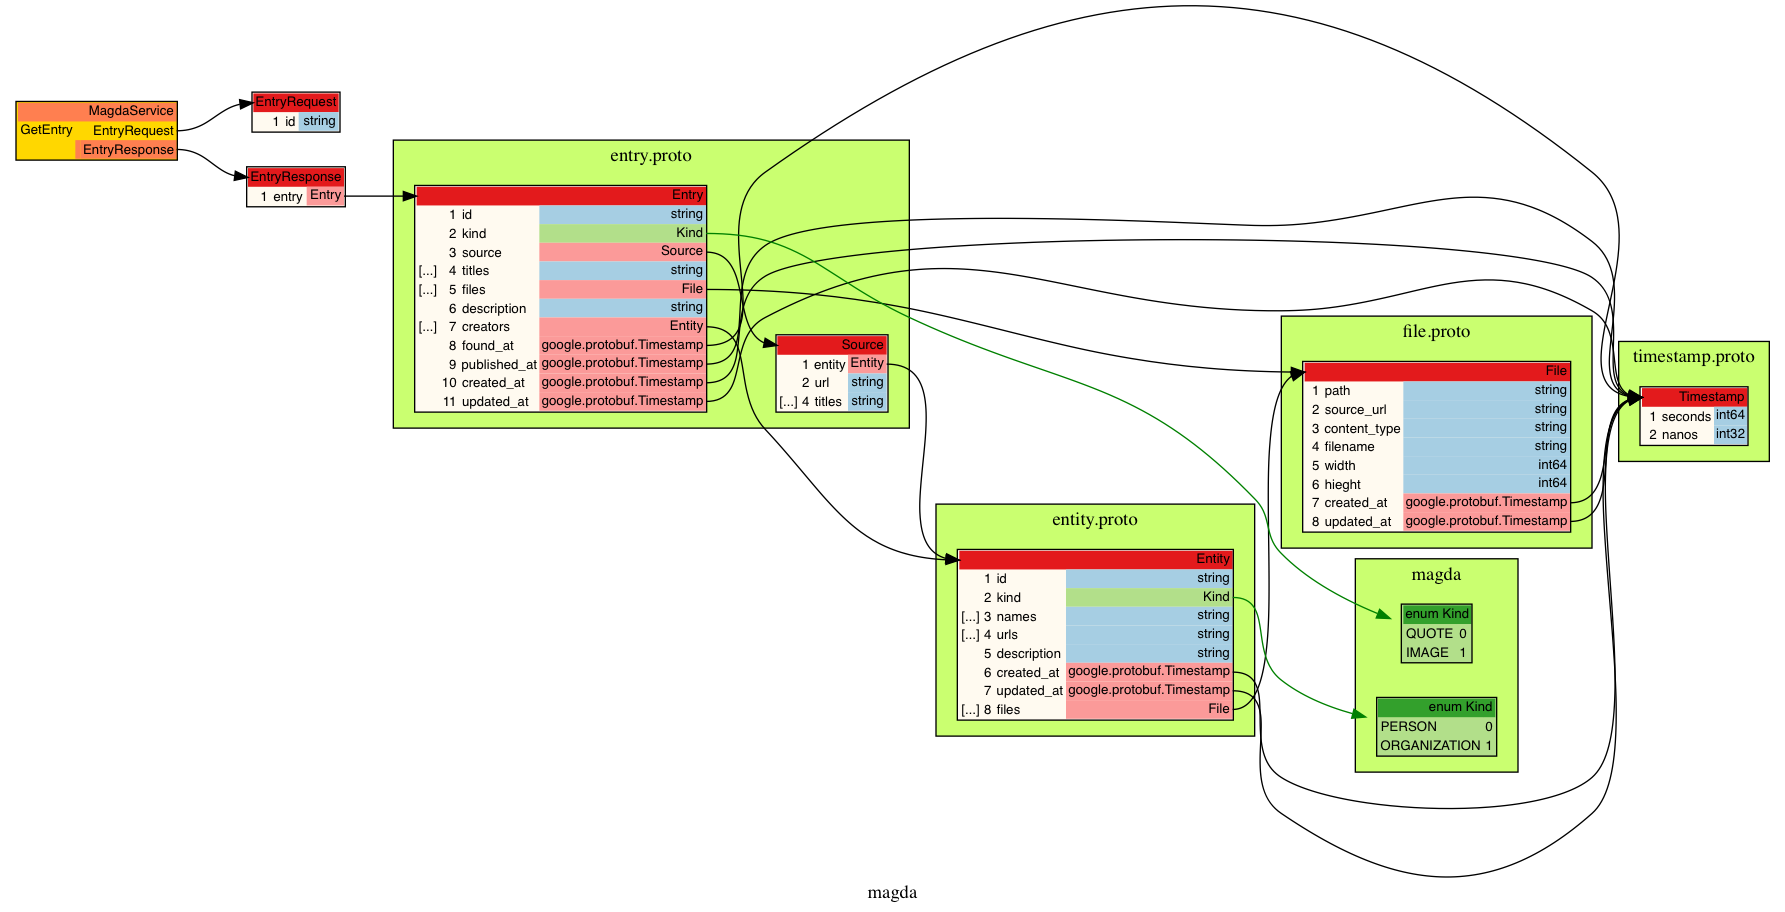 MagdaService
GetEntry EntryRequest
EntryResponse
EntryRequest
1 id string
EntryResponse
1 entry Entry
entry.proto
Entry
1 id string
2 kind Kind
3 source Source
[...] 4 titles string
[...] 5 files File
6 description string
[...] 7 creators Entity
8 found_at google.protobuf.Timestamp
9 published_at google.protobuf.Timestamp
10 created_at google.protobuf.Timestamp
11 updated_at google.protobuf.Timestamp
Source
1 entity Entity
2 url string
[...] 4 titles string
entity.proto
Entity
1 id string
2 kind Kind
[...] 3 names string
[...] 4 urls string
5 description string
6 created_at google.protobuf.Timestamp
7 updated_at google.protobuf.Timestamp
[...] 8 files File
file.proto
File
1 path string
2 source_url string
3 content_type string
4 filename string
5 width int64
6 hieght int64
7 created_at google.protobuf.Timestamp
8 updated_at google.protobuf.Timestamp
timestamp.proto
Timestamp
1 seconds int64
2 nanos int32
magda
enum Kind
QUOTE 0
IMAGE 1
enum Kind
PERSON 0
ORGANIZATION 1
magda